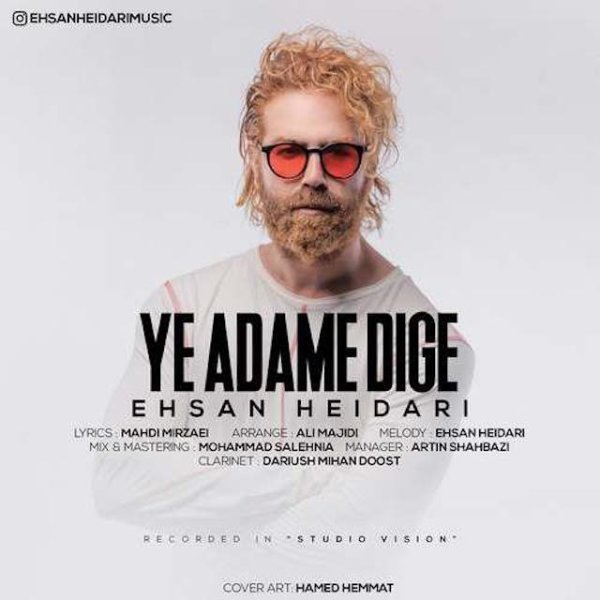 EHSANHEIDARIMUSIC
YE ADAME DIGE
EHSAN HEIDARI
LYRICS : MAHDI MIRZAEI ARRANGE : ALI MAJIDI MELODY : EHSAN HEIDARI
MIX & MASTERING : MOHAMMAD SALEHNIA MANAGER : ARTIN SHAHBAZI
CLARINET : DARIUSH MIHAN DOOST
RECORDED IN "STUDIO VISION"
COVER ART: HAMED HEMMAT